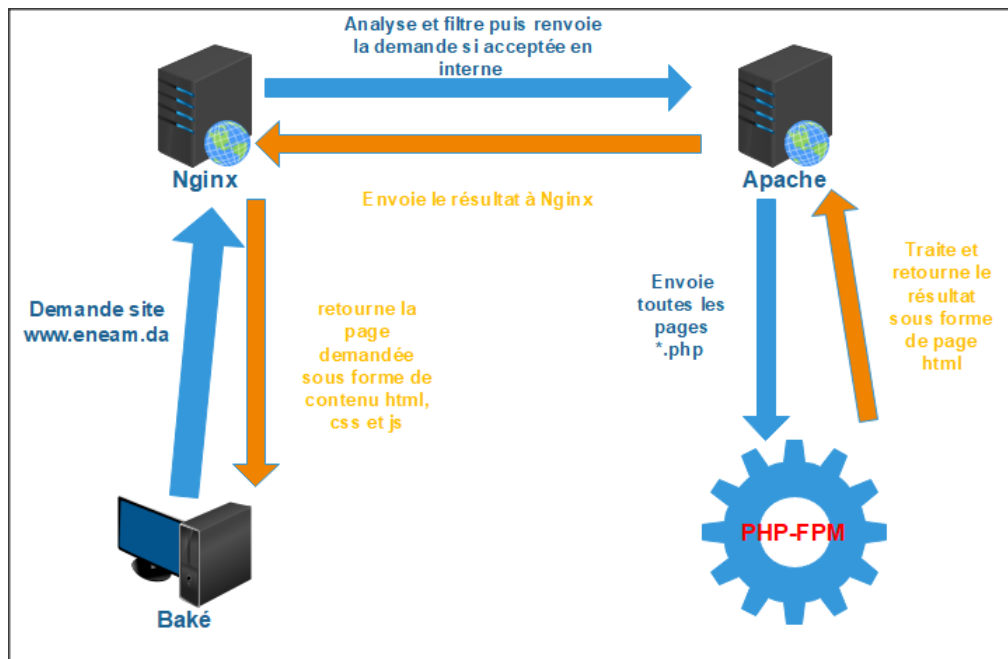 Analyse et filtre puis renvoie
la demande si acceptée en
interne
Nginx
Apache
Envoie le résultat à Nginx
Demande site
www.eneam.da
retourne la
page
demandée
sous forme de
contenu html,
css et js
Envoie
toutes les
pages
*.php
Traite et
retourne le
résultat
sous forme
de page
html
PHP-FPM
Baké